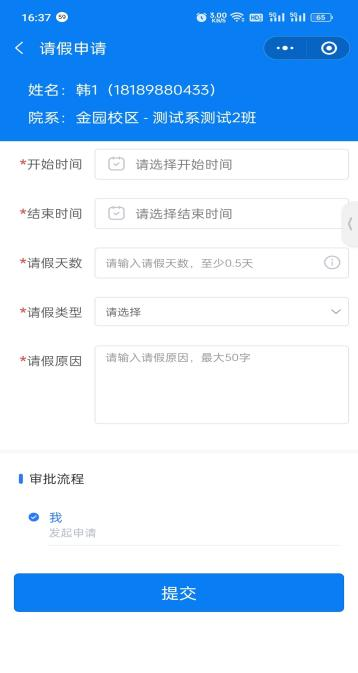 16:37 59 3.00 KB/S HD 5G 5G 65
请假申请
姓名：韩1（18189880433）
院系：金园校区 - 测试系测试2班
*开始时间 请选择开始时间
*结束时间 请选择结束时间
*请假天数 请输入请假天数，至少0.5天
*请假类型 请选择
*请假原因 请输入请假原因，最大50字
审批流程
我
发起申请
提交